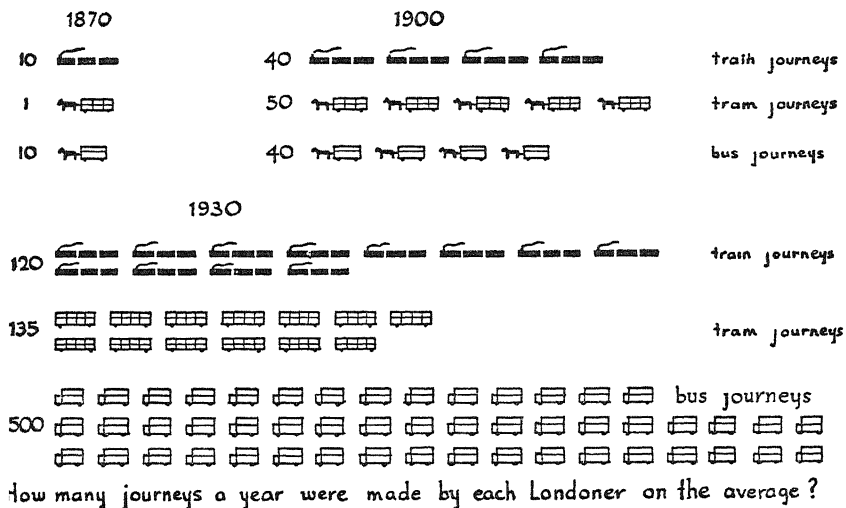 1870 1900
10 40 train journeys
1 50 tram journeys
10 40 bus journeys
1930
120 train journeys
135 tram journeys
bus journeys
500
How many journeys a year were made by each Londoner on the average?